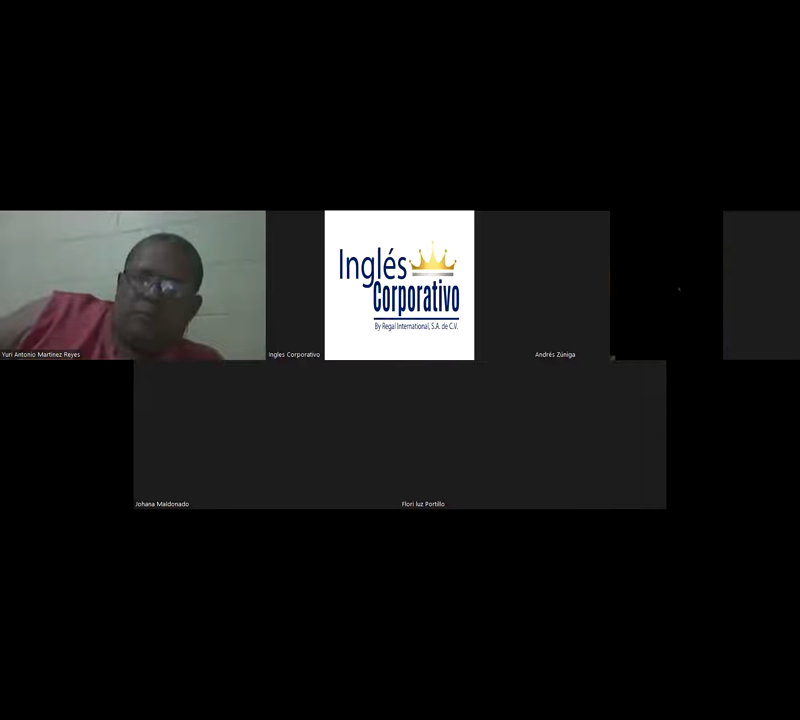 Inglés
Corporativo
By Regal International, S.A. de C.V.
Yuri Antonio Martinez Reyes
Ingles Corporativo
Andrés Zúniga
Johana Maldonado
Flori luz Portillo